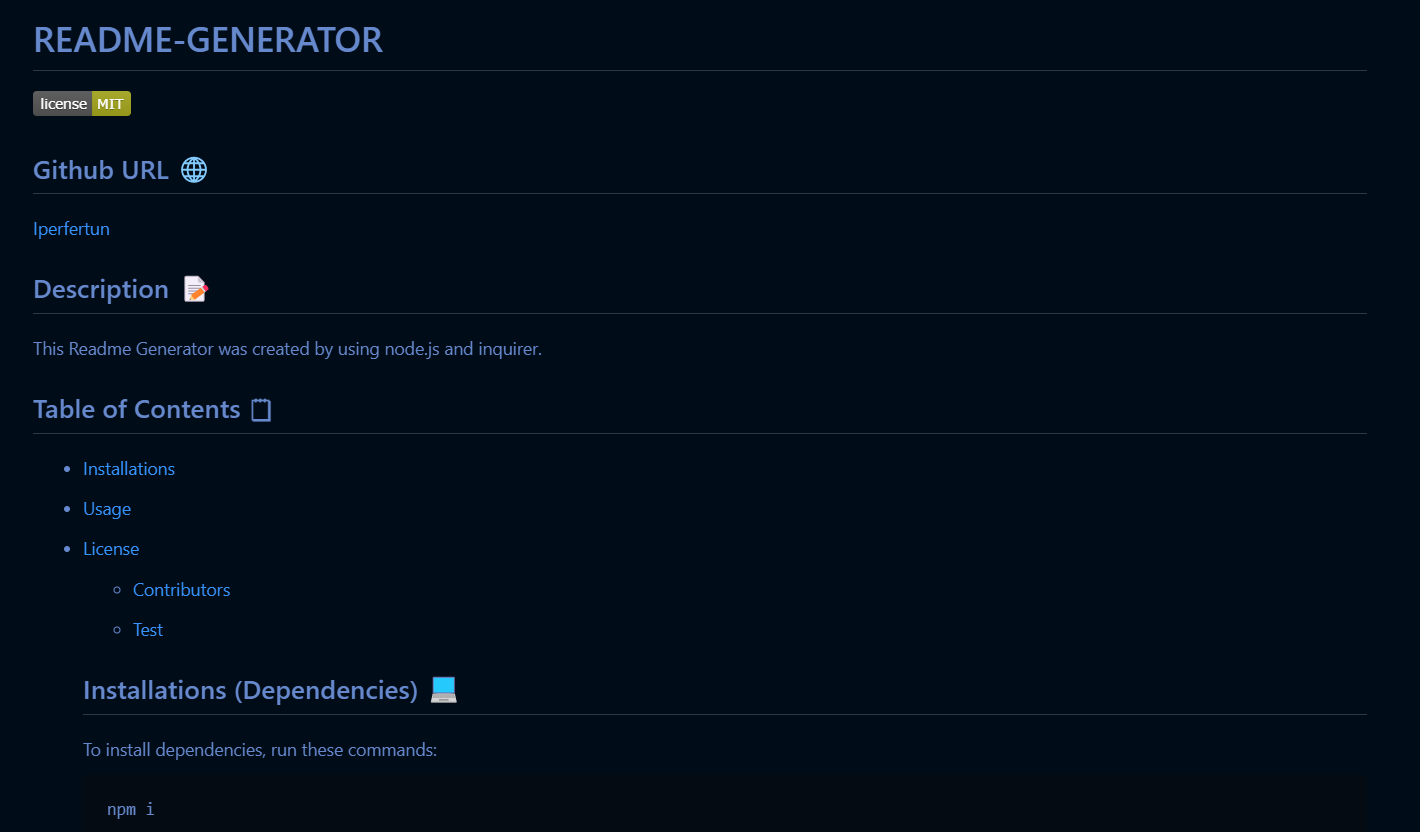 README-GENERATOR
license MIT
Github URL 🌐
Iperfertun
Description 📝
This Readme Generator was created by using node.js and inquirer.
Table of Contents 🗒
Installations
Usage
License
Contributors
Test
Installations (Dependencies) 💻
To install dependencies, run these commands:
npm i